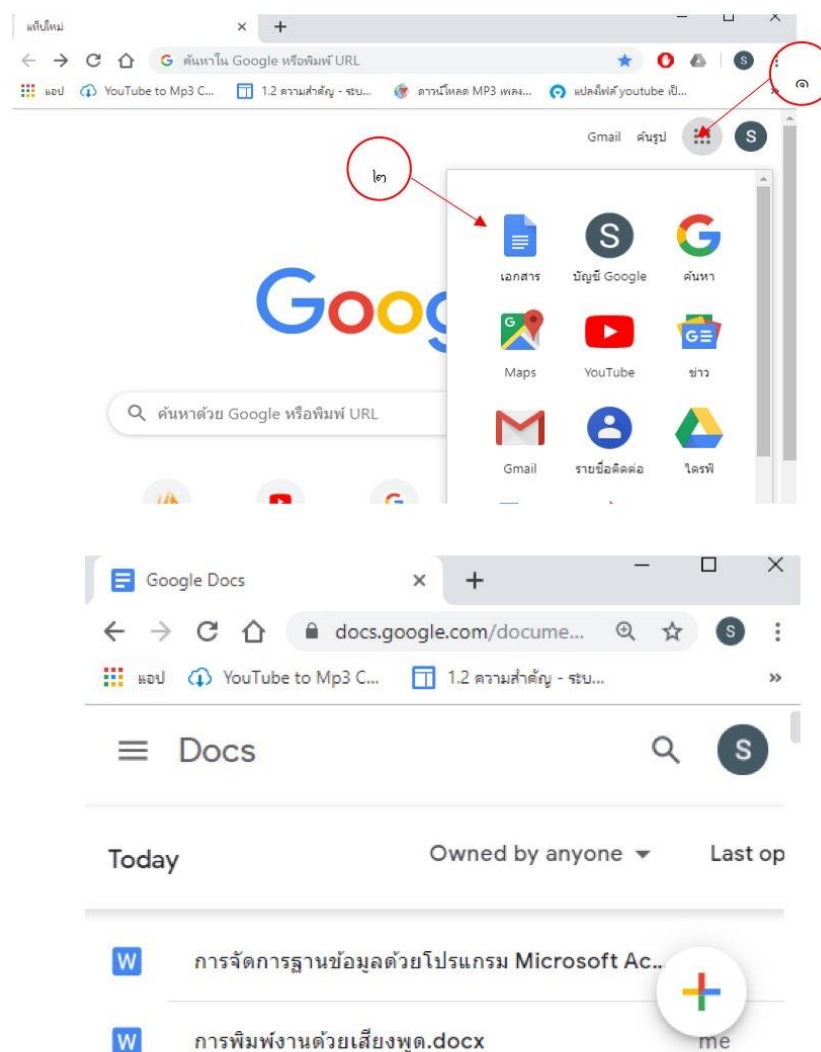 แท็บใหม่
ค้นหาใน Google หรือพิมพ์ URL
S
แอป YouTube to Mp3 C... 1.2 ความสำคัญ - ระบ... ดาวน์โหลด MP3 เพลง... แปลงไฟล์ youtube เป็... »
๑
Gmail ค้นรูป S
๒
Google
S G
เอกสาร บัญชี Google ค้นหา
G GE
Maps YouTube ข่าว
ค้นหาด้วย Google หรือพิมพ์ URL
Gmail รายชื่อติดต่อ ไดรฟ์
Google Docs
docs.google.com/docume... S
แอป YouTube to Mp3 C... 1.2 ความสำคัญ - ระบ... »
Docs S
Today Owned by anyone Last op
W การจัดการฐานข้อมูลด้วยโปรแกรม Microsoft Ac...
W การพิมพ์งานด้วยเสียงพูด.docx me